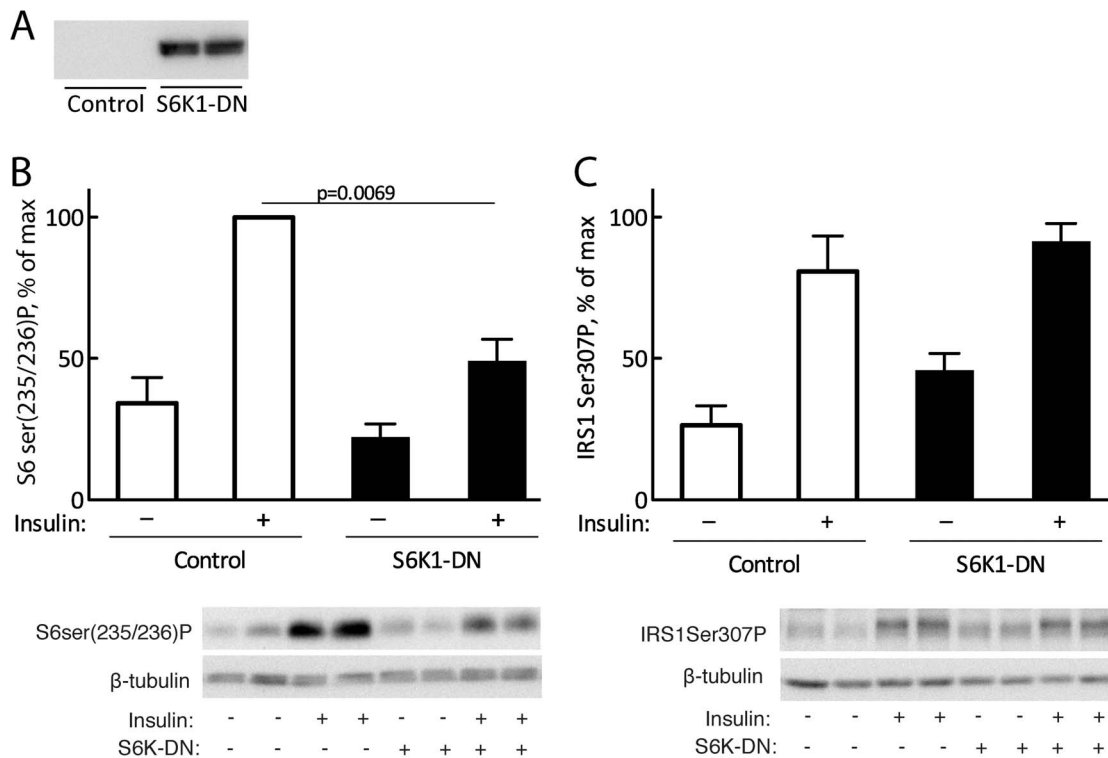 A
Control S6K1-DN
B
p=0.0069
S6 ser(235/236)P, % of max
100
50
0
Insulin: – + – +
Control S6K1-DN
S6ser(235/236)P
β-tubulin
Insulin: - - + + - - + +
S6K-DN: - - - - + + + +
C
IRS1 Ser307P, % of max
100
50
0
Insulin: – + – +
Control S6K1-DN
IRS1Ser307P
β-tubulin
Insulin: - - + + - - + +
S6K-DN: - - - - + + + +